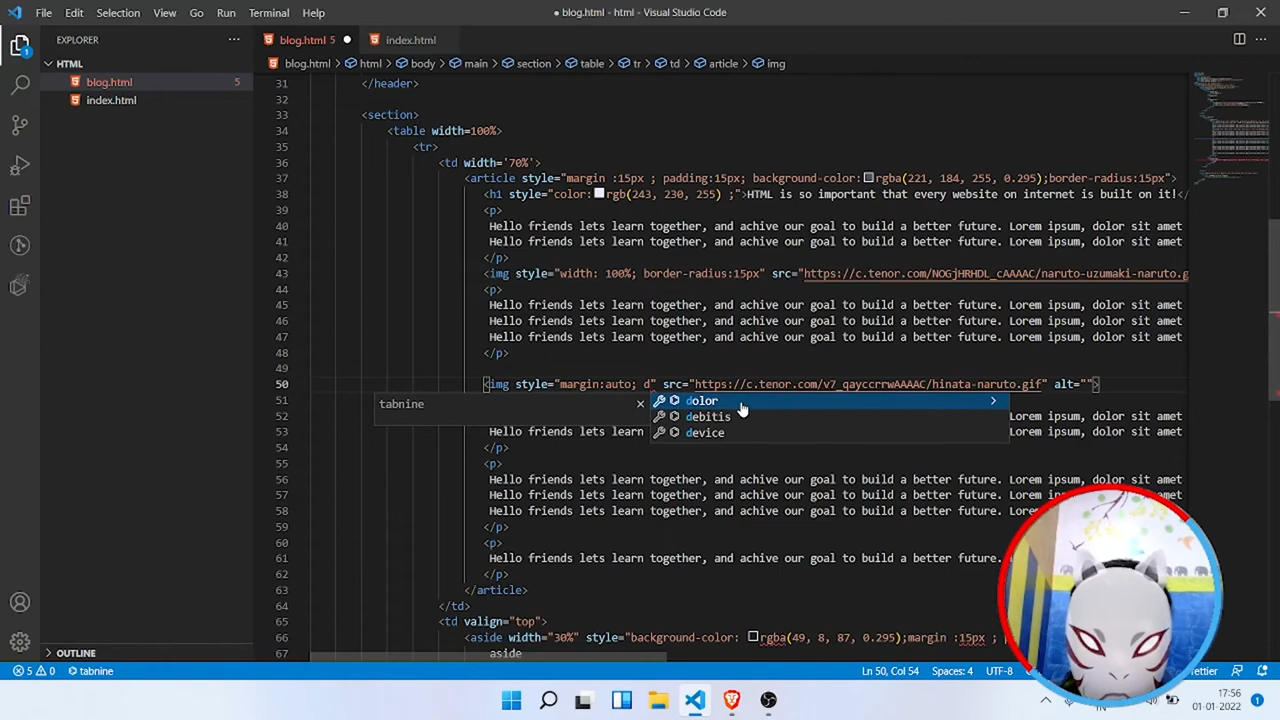 File Edit Selection View Go Run Terminal Help
● blog.html - html - Visual Studio Code
EXPLORER
HTML
blog.html 5
index.html
OUTLINE
blog.html 5 ● index.html
blog.html > html > body > main > section > table > tr > td > article > img
31 </header>
32
33 <section>
34 <table width=100%>
35 <tr>
36 <td width='70%'>
37 <article style="margin :15px ; padding:15px; background-color: rgba(221, 184, 255, 0.295);border-radius:15px">
38 <h1 style="color: rgb(243, 230, 255) ;">HTML is so important that every website on internet is built on it!</
39 <p>
40 Hello friends lets learn together, and achive our goal to build a better future. Lorem ipsum, dolor sit amet
41 Hello friends lets learn together, and achive our goal to build a better future. Lorem ipsum, dolor sit amet
42 </p>
43 <img style="width: 100%; border-radius:15px" src="https://c.tenor.com/NOGjHRHDL_cAAAAC/naruto-uzumaki-naruto.g
44 <p>
45 Hello friends lets learn together, and achive our goal to build a better future. Lorem ipsum, dolor sit amet
46 Hello friends lets learn together, and achive our goal to build a better future. Lorem ipsum, dolor sit amet
47 Hello friends lets learn together, and achive our goal to build a better future. Lorem ipsum, dolor sit amet
48 </p>
49
50 <img style="margin:auto; d" src="https://c.tenor.com/v7_qayccrrwAAAAC/hinata-naruto.gif" alt="">
51
tabnine
dolor
debitis
device
52 Hello friends lets learn dolor sit amet
53 Hello friends lets learn dolor sit amet
54 </p>
55 <p>
56 Hello friends lets learn together, and achive our goal to build a better future. Lorem ipsum, dolor sit amet
57 Hello friends lets learn together, and achive our goal to build a better future. Lorem ipsum, dolor sit amet
58 Hello friends lets learn together, and achive our goal to build a better future. Lor
59 </p>
60 <p>
61 Hello friends lets learn together, and achive our goal to build a better future.
62 </p>
63 </article>
64 </td>
65 <td valign="top">
66 <aside width="30%" style="background-color: rgba(49, 8, 87, 0.295);margin :15px ;
67 aside
5 0 tabnine Ln 50, Col 54 Spaces: 4 UTF-8 rettier
17:56
01-01-2022